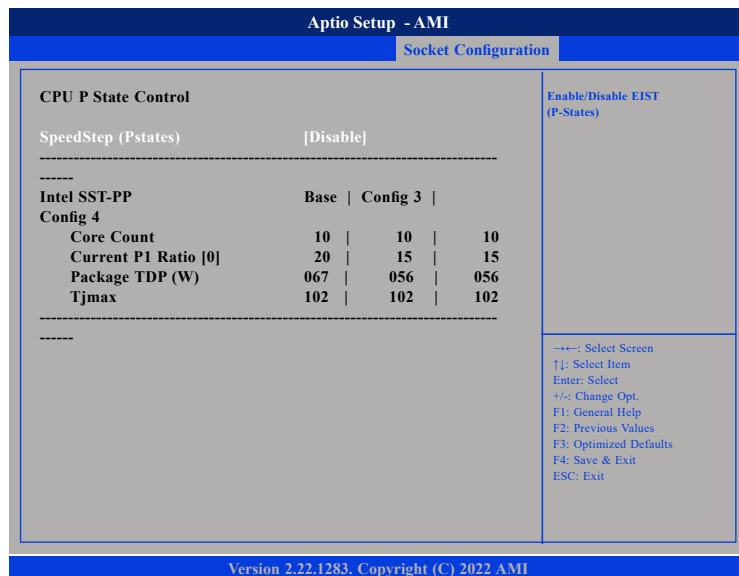 Aptio Setup - AMI
Socket Configuration
CPU P State Control
SpeedStep (Pstates) [Disable]
--------------------------------------------------------------------------------
------
Intel SST-PP Base | Config 3 |
Config 4
Core Count 10 | 10 | 10
Current P1 Ratio [0] 20 | 15 | 15
Package TDP (W) 067 | 056 | 056
Tjmax 102 | 102 | 102
--------------------------------------------------------------------------------
------
Enable/Disable EIST
(P-States)
→←: Select Screen
↑↓: Select Item
Enter: Select
+/-: Change Opt.
F1: General Help
F2: Previous Values
F3: Optimized Defaults
F4: Save & Exit
ESC: Exit
Version 2.22.1283. Copyright (C) 2022 AMI